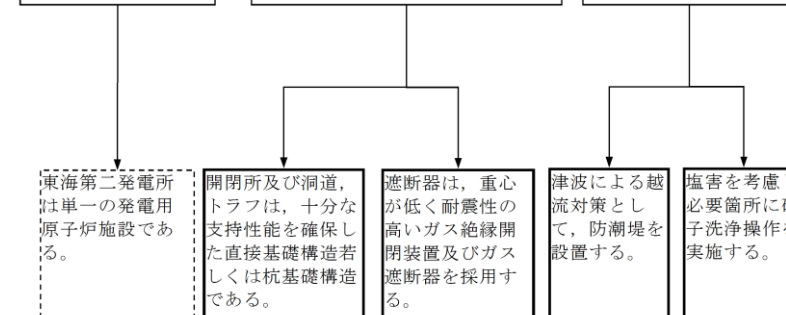 東海第二発電所
は単一の発電用
原子炉施設であ
る。
開閉所及び洞道，
トラフは，十分な
支持性能を確保し
た直接基礎構造若
しくは杭基礎構造
である。
遮断器は，重心
が低く耐震性の
高いガス絶縁開
閉装置及びガス
遮断器を採用す
る。
津波による越
流対策とし
て，防潮堤を
設置する。
塩害を考慮
必要箇所に
子洗浄操作
実施する。